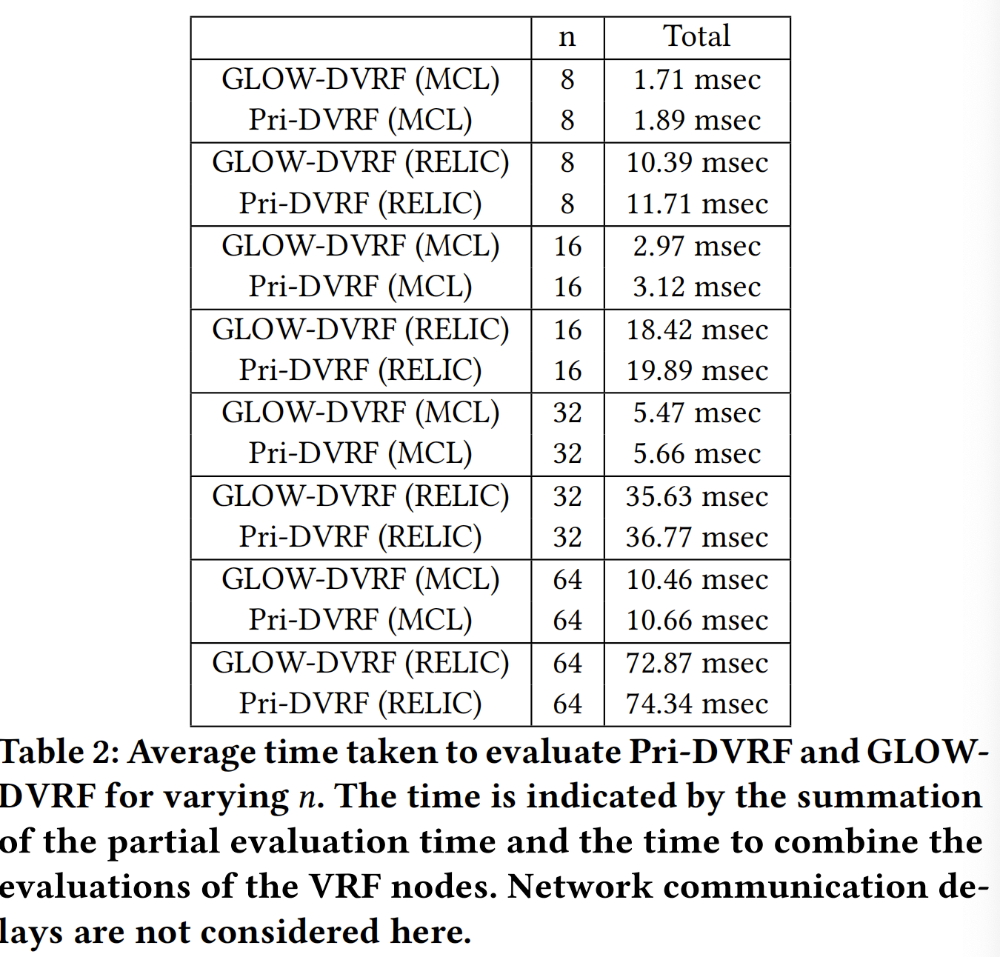 n Total
GLOW-DVRF (MCL) 8 1.71 msec
Pri-DVRF (MCL) 8 1.89 msec
GLOW-DVRF (RELIC) 8 10.39 msec
Pri-DVRF (RELIC) 8 11.71 msec
GLOW-DVRF (MCL) 16 2.97 msec
Pri-DVRF (MCL) 16 3.12 msec
GLOW-DVRF (RELIC) 16 18.42 msec
Pri-DVRF (RELIC) 16 19.89 msec
GLOW-DVRF (MCL) 32 5.47 msec
Pri-DVRF (MCL) 32 5.66 msec
GLOW-DVRF (RELIC) 32 35.63 msec
Pri-DVRF (RELIC) 32 36.77 msec
GLOW-DVRF (MCL) 64 10.46 msec
Pri-DVRF (MCL) 64 10.66 msec
GLOW-DVRF (RELIC) 64 72.87 msec
Pri-DVRF (RELIC) 64 74.34 msec
Table 2: Average time taken to evaluate Pri-DVRF and GLOW-
DVRF for varying n. The time is indicated by the summation
of the partial evaluation time and the time to combine the
evaluations of the VRF nodes. Network communication de-
lays are not considered here.